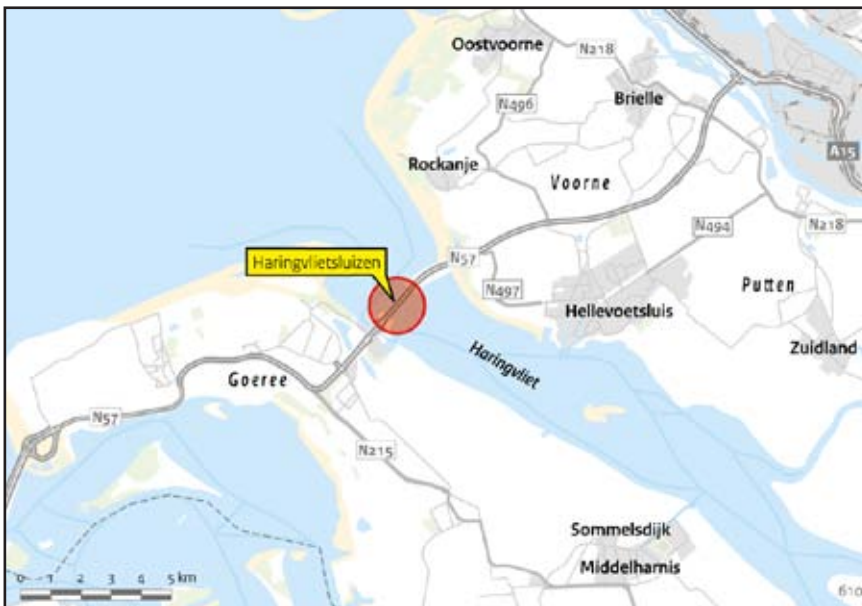 Oostvoorne
N218
Brielle
N496
A15
Rockanje
Voorne
N218
N494
Haringvlietsluizen
N57
N497
Putten
Hellevoetsluis
Zuidland
Haringvliet
Goeree
N57
N215
Sommelsdijk
Middelharnis
0 1 2 3 4 5 km
610